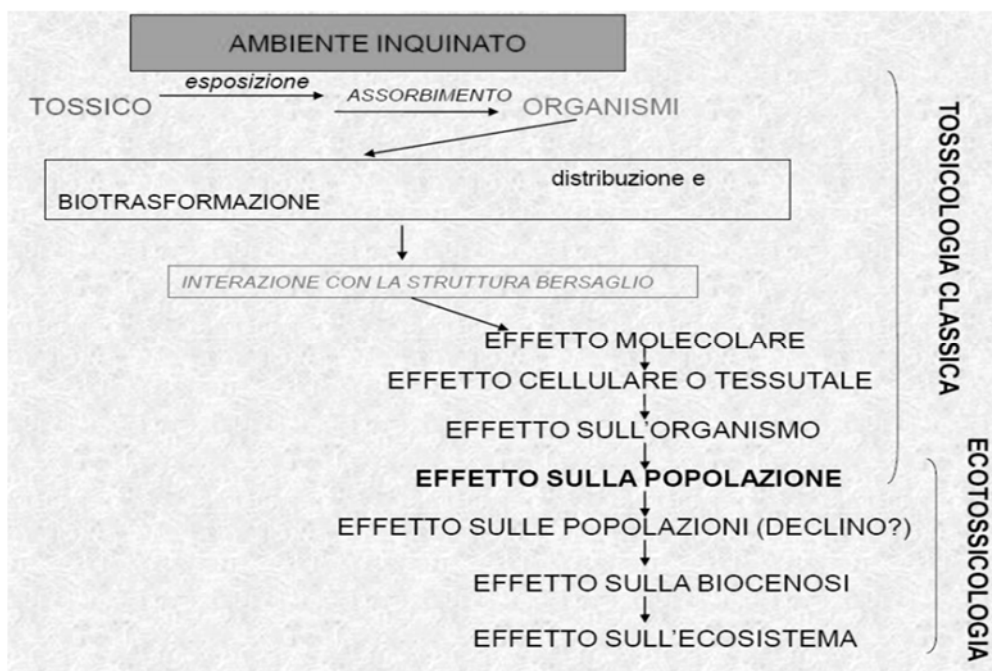 AMBIENTE INQUINATO
esposizione
TOSSICO
ASSORBIMENTO
ORGANISMI
distribuzione e
BIOTRASFORMAZIONE
INTERAZIONE CON LA STRUTTURA BERSAGLIO
EFFETTO MOLECOLARE
EFFETTO CELLULARE O TESSUTALE
EFFETTO SULL'ORGANISMO
EFFETTO SULLA POPOLAZIONE
EFFETTO SULLE POPOLAZIONI (DECLINO?)
EFFETTO SULLA BIOCENOSI
EFFETTO SULL'ECOSISTEMA
TOSSICOLOGIA CLASSICA
ECOTOSSICOLOGIA